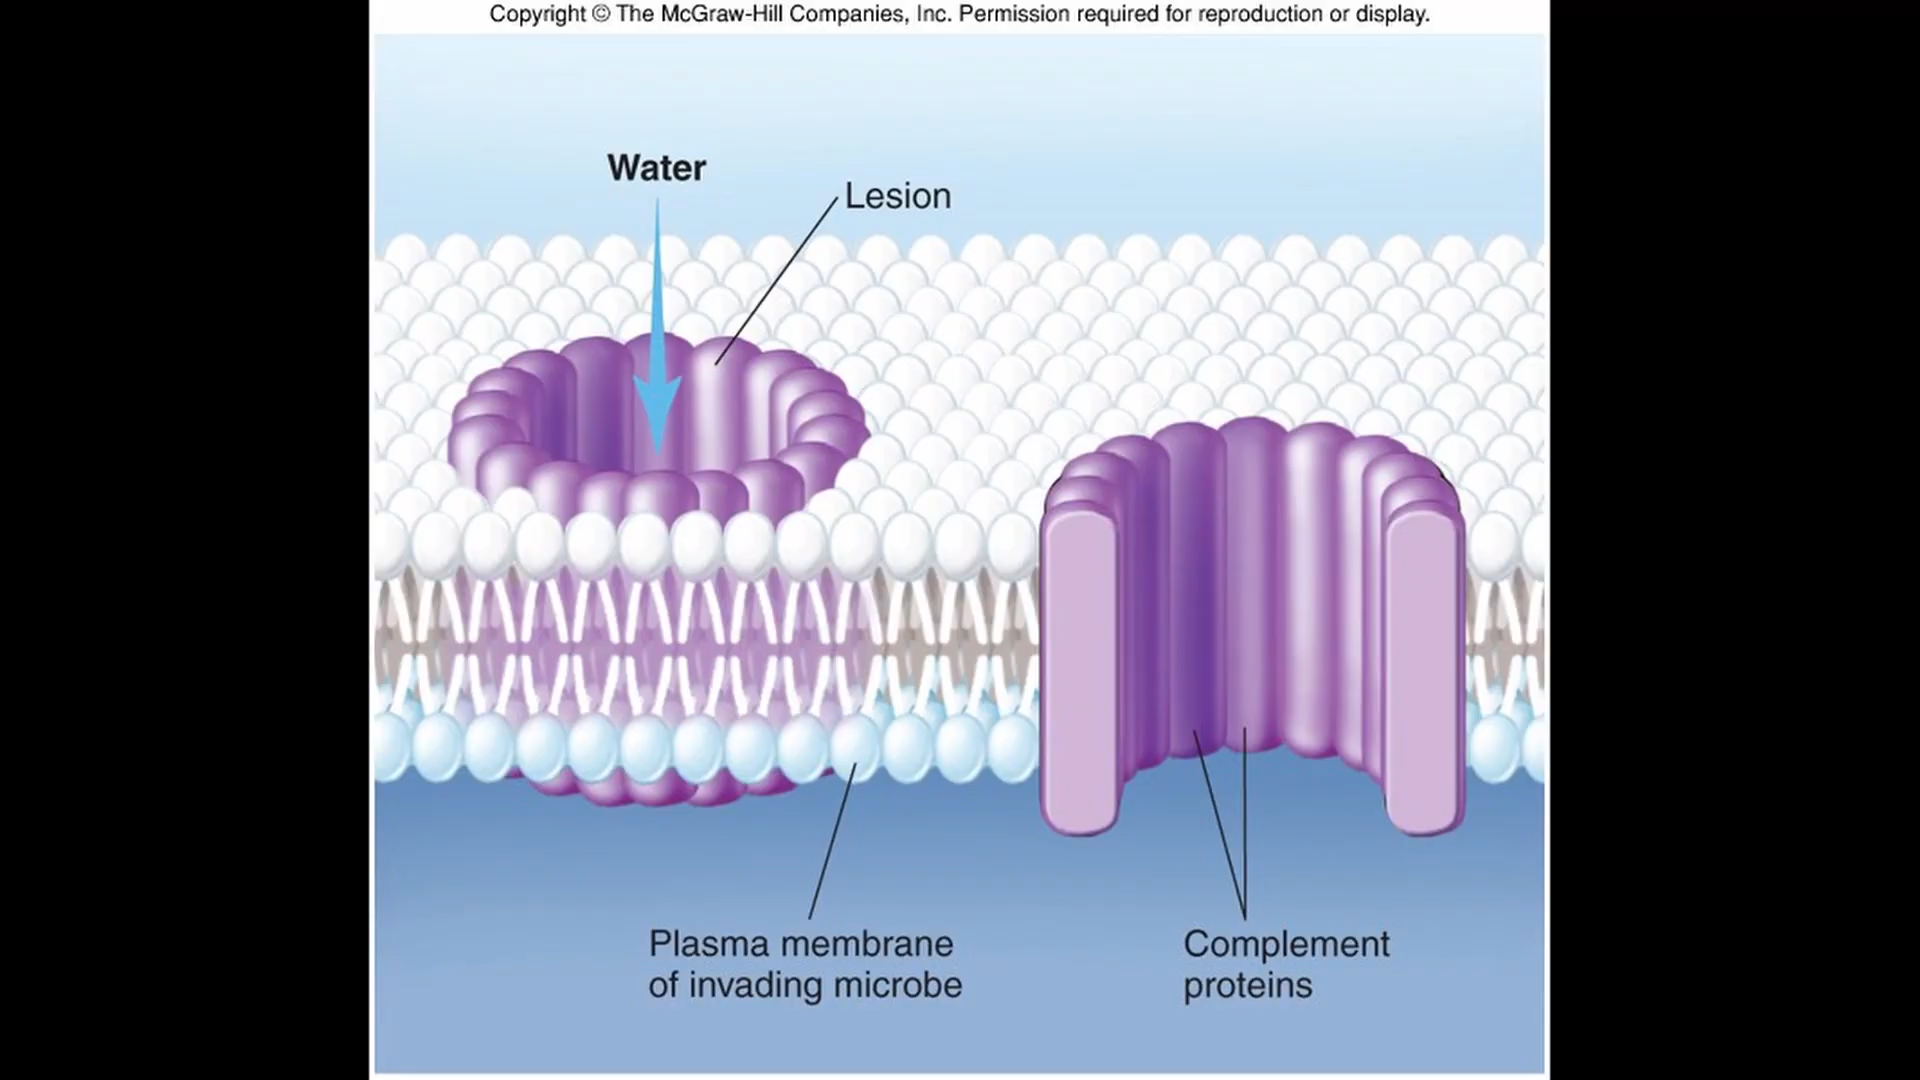 Copyright © The McGraw-Hill Companies, Inc. Permission required for reproduction or display.
Water
Lesion
Plasma membrane
of invading microbe
Complement
proteins